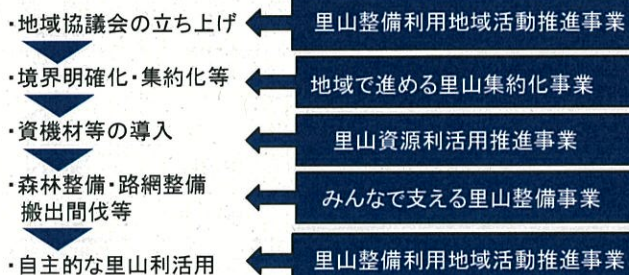 ・地域協議会の立ち上げ
里山整備利用地域活動推進事業
・境界明確化・集約化等
地域で進める里山集約化事業
・資機材等の導入
里山資源利活用推進事業
・森林整備・路網整備
搬出間伐等
みんなで支える里山整備事業
・自主的な里山利活用
里山整備利用地域活動推進事業